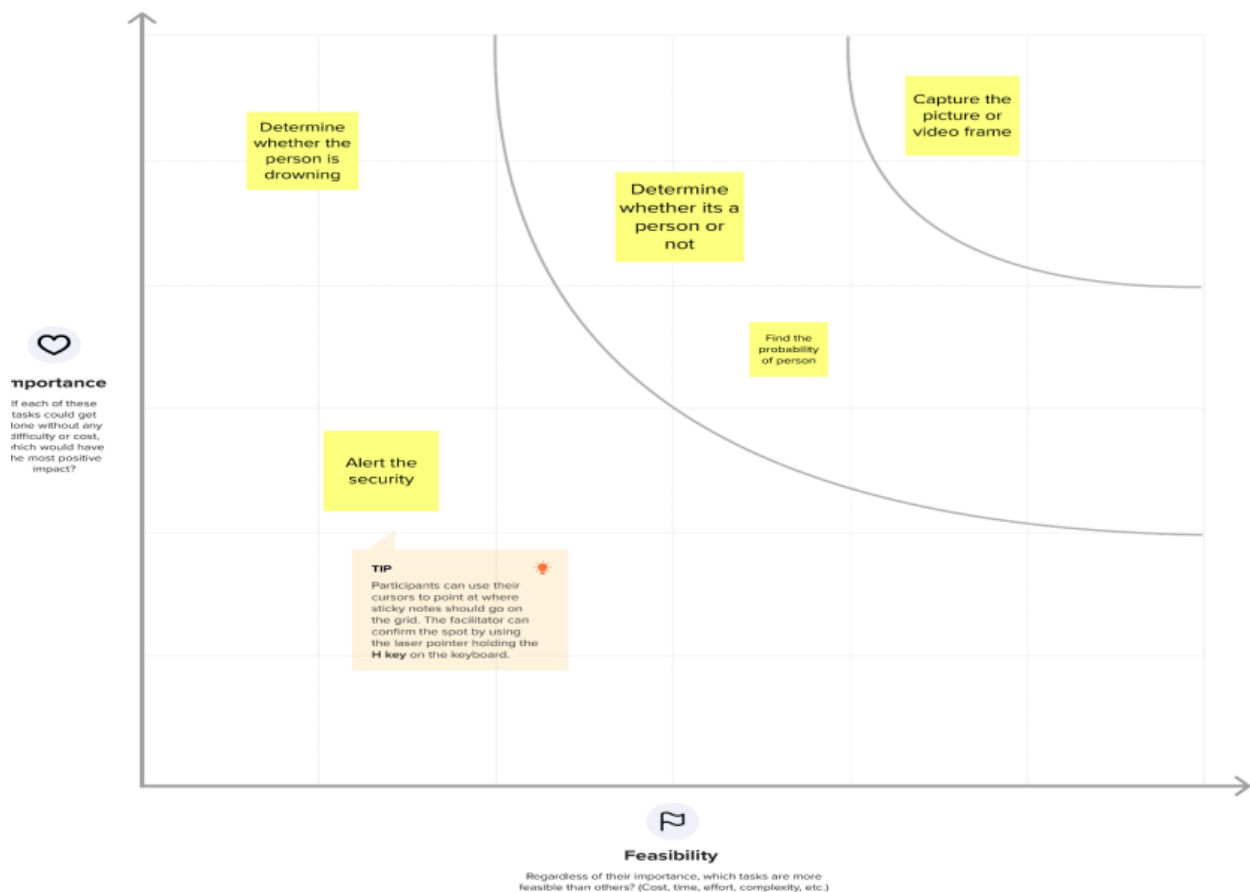 Capture the
picture or
video frame
Determine
whether the
person is
drowning
Determine
whether its a
person or
not
Find the
probability
of person
mportance
If each of these
tasks could get
lone without any
difficulty or cost,
which would have
he most positive
impact?
Alert the
security
TIP
Participants can use their
cursors to point at where
sticky notes should go on
the grid. The facilitator can
confirm the spot by using
the laser pointer holding the
H key on the keyboard.
Feasibility
Regardless of their importance, which tasks are more
feasible than others? (Cost, time, effort, complexity, etc.)